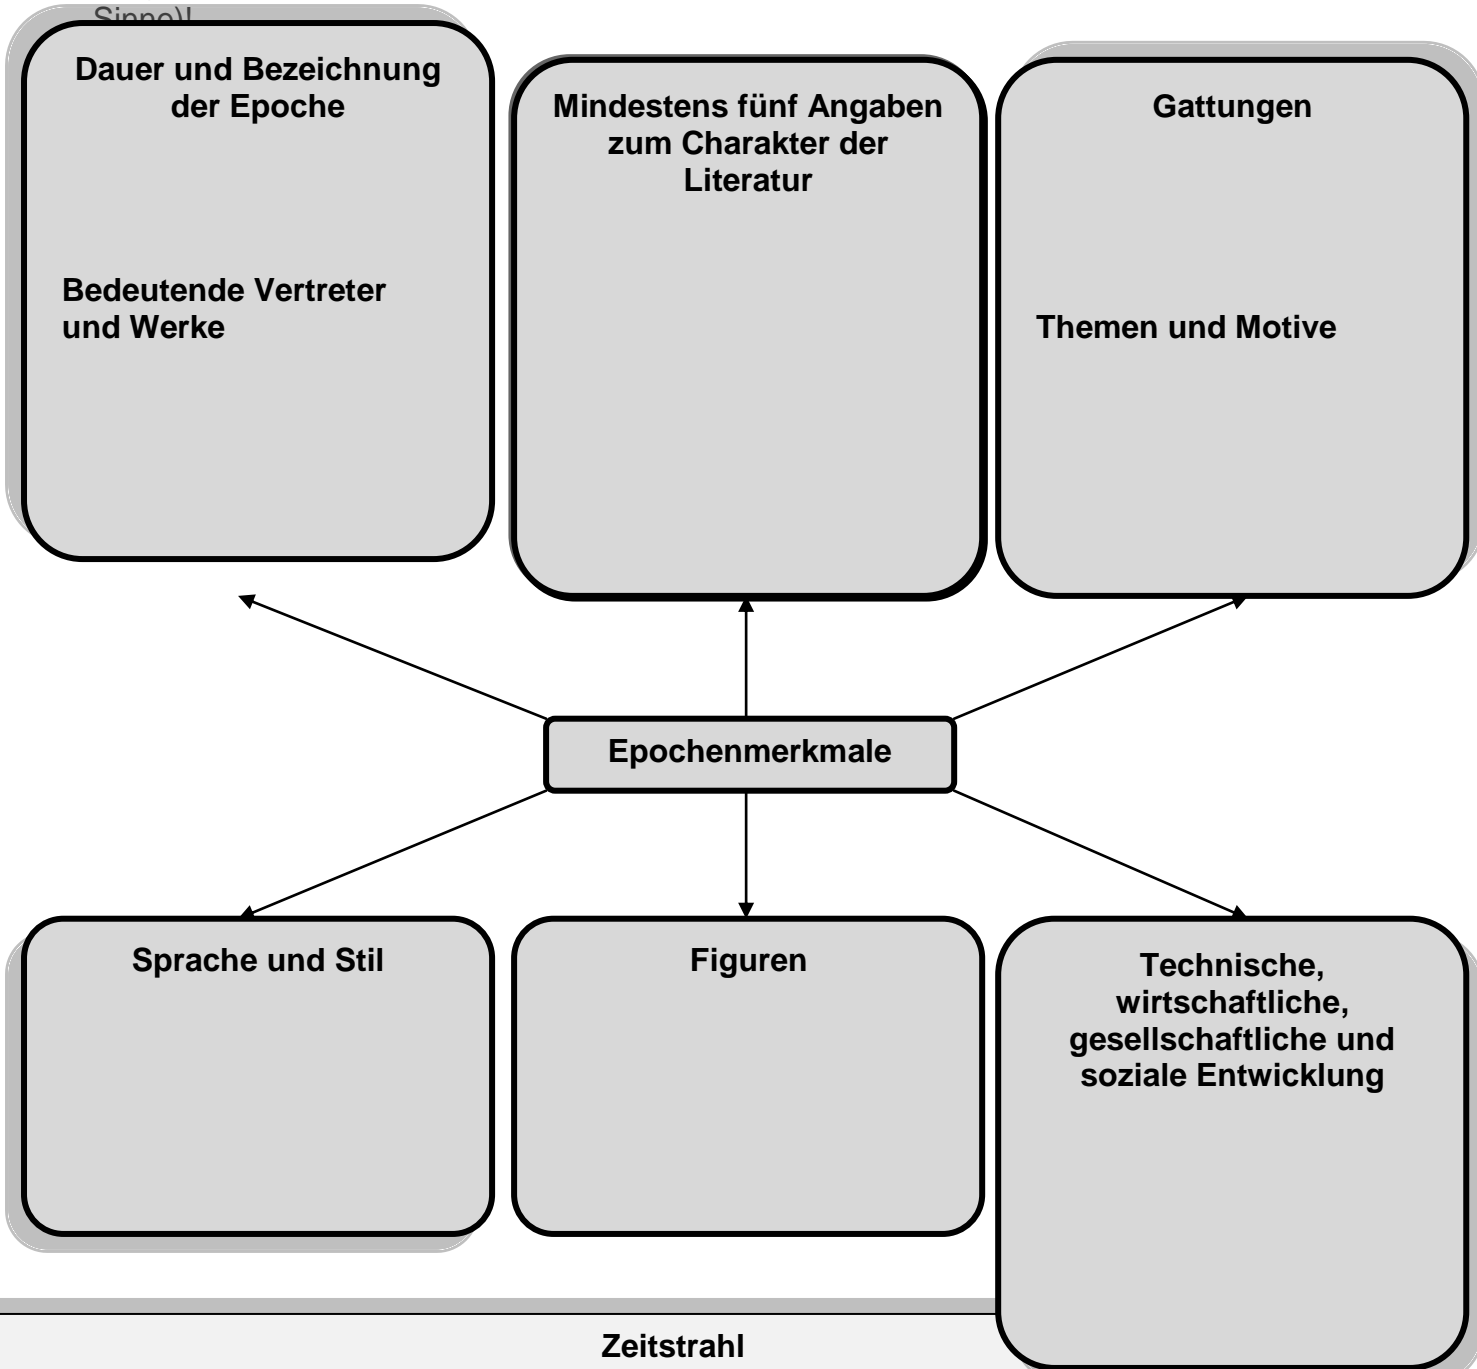 Dauer und Bezeichnung
der Epoche
Bedeutende Vertreter
und Werke
Mindestens fünf Angaben
zum Charakter der
Literatur
Gattungen
Themen und Motive
Epochenmerkmale
Sprache und Stil
Figuren
Technische,
wirtschaftliche,
gesellschaftliche und
soziale Entwicklung
Zeitstrahl